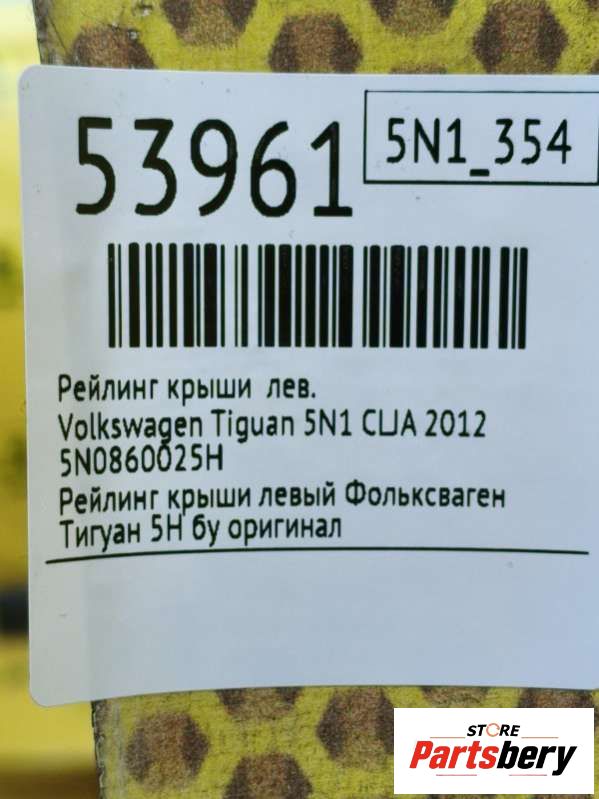 53961
5N1_354
Рейлинг крыши лев.
Volkswagen Tiguan 5N1 CIJA 2012
5N0860025H
Рейлинг крыши левый Фольксваген
Тигуан 5Н бу оригинал
STORE
Partsbery